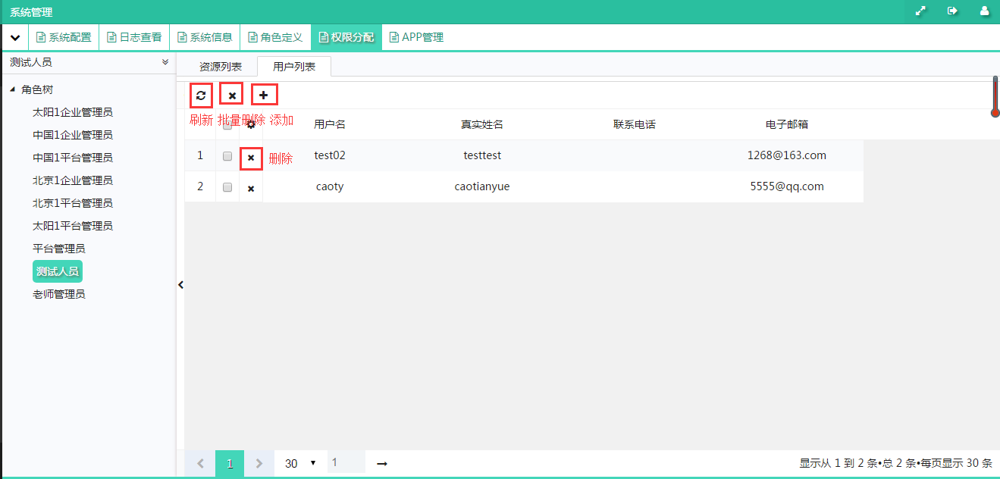 系统管理
系统配置 日志查看 系统信息 角色定义 权限分配 APP管理
测试人员
资源列表 用户列表
角色树
太阳1企业管理员
中国1企业管理员
中国1平台管理员
北京1企业管理员
北京1平台管理员
太阳1平台管理员
平台管理员
测试人员
老师管理员
刷新 批量删除 添加
用户名 真实姓名 联系电话 电子邮箱
1 test02 testtest 1268@163.com
删除
2 caoty caotianyue 5555@qq.com
1 30 1
显示从 1 到 2 条•总 2 条•每页显示 30 条